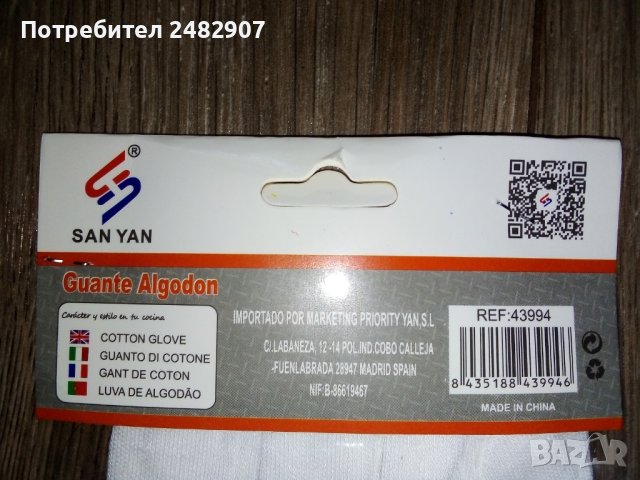 Потребител 2482907
®
SAN YAN
Guante Algodon
Carácter y estilo en tu cocina
COTTON GLOVE
GUANTO DI COTONE
GANT DE COTON
LUVA DE ALGODÃO
IMPORTADO POR MARKETING PRIORITY YAN,S.L
C/.LABANEZA, 12-14 POL.IND.COBO CALLEJA
-FUENLABRADA 28947 MADRID SPAIN
NIF:B-86619467
REF:43994
8 435188 439946
MADE IN CHINA
BAZAR